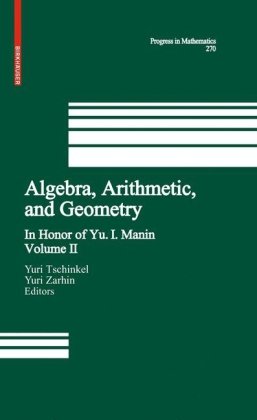 BIRKHÄUSER
Progress in Mathematics
270
Algebra, Arithmetic,
and Geometry
In Honor of Yu. I. Manin
Volume II
Yuri Tschinkel
Yuri Zarhin
Editors